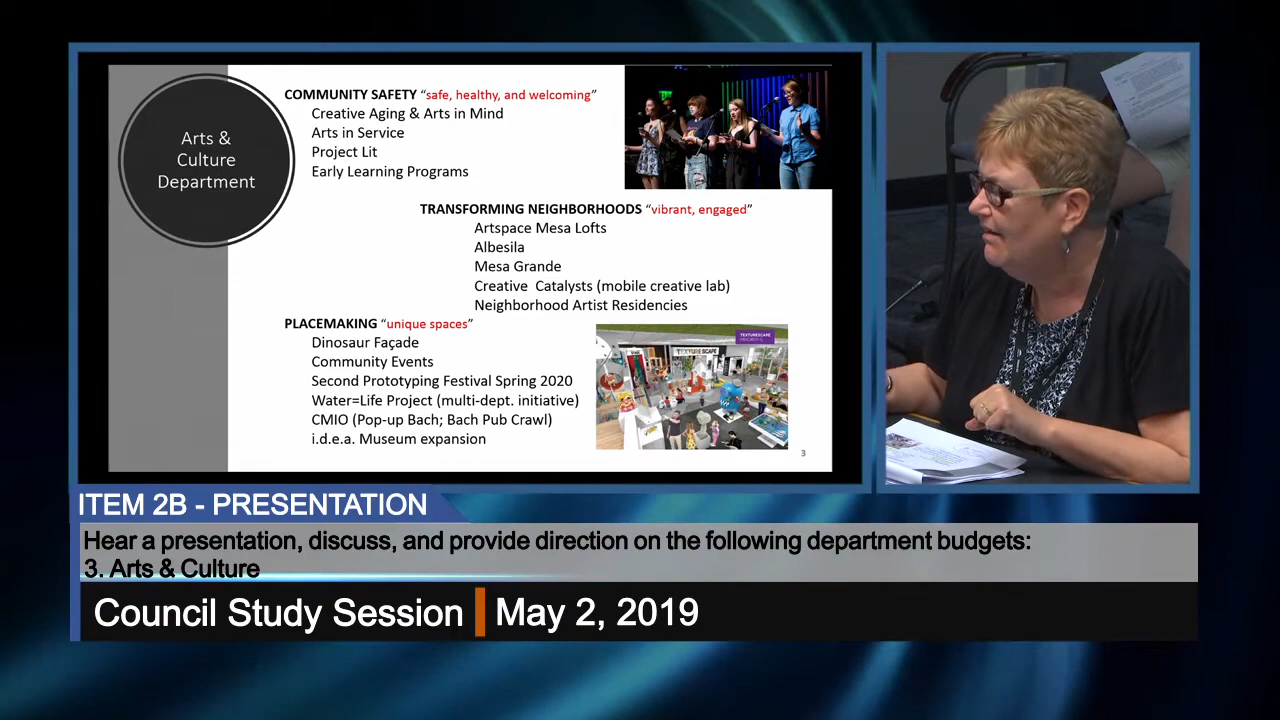 Arts &
Culture
Department
COMMUNITY SAFETY “safe, healthy, and welcoming”
Creative Aging & Arts in Mind
Arts in Service
Project Lit
Early Learning Programs
TRANSFORMING NEIGHBORHOODS “vibrant, engaged”
Artspace Mesa Lofts
Albesila
Mesa Grande
Creative Catalysts (mobile creative lab)
Neighborhood Artist Residencies
PLACEMAKING “unique spaces”
Dinosaur Façade
Community Events
Second Prototyping Festival Spring 2020
Water=Life Project (multi-dept. initiative)
CMIO (Pop-up Bach; Bach Pub Crawl)
i.d.e.a. Museum expansion
TEXTURESCAPE
3
ITEM 2B - PRESENTATION
Hear a presentation, discuss, and provide direction on the following department budgets:
3. Arts & Culture
Council Study Session May 2, 2019